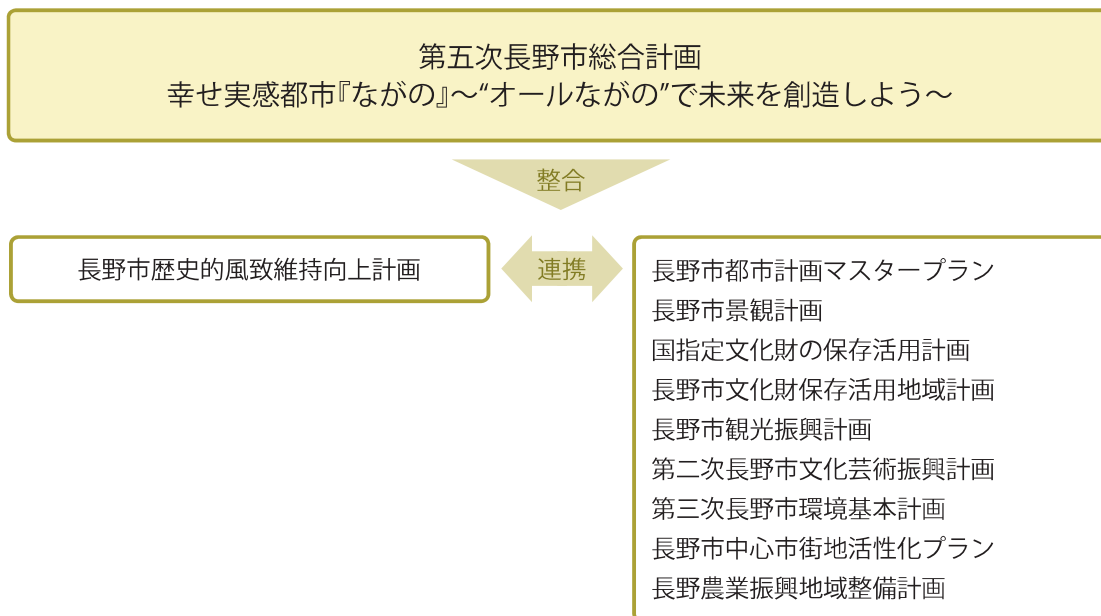 第五次長野市総合計画
幸せ実感都市『ながの』～“オールながの”で未来を創造しよう～
整合
長野市歴史的風致維持向上計画
連携
長野市都市計画マスタープラン
長野市景観計画
国指定文化財の保存活用計画
長野市文化財保存活用地域計画
長野市観光振興計画
第二次長野市文化芸術振興計画
第三次長野市環境基本計画
長野市中心市街地活性化プラン
長野農業振興地域整備計画